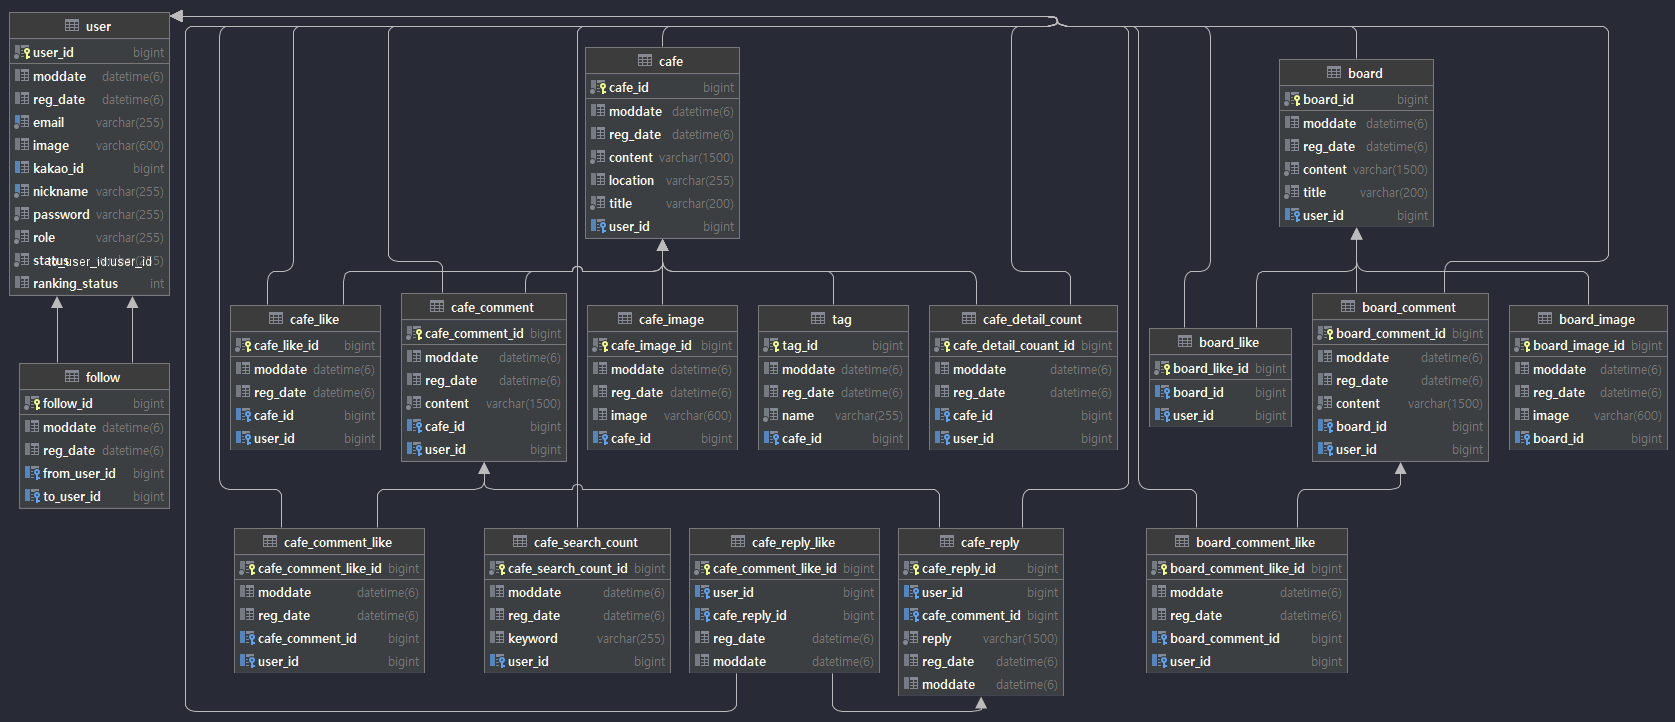 user
user_id bigint
moddate datetime(6)
reg_date datetime(6)
email varchar(255)
image varchar(600)
kakao_id bigint
nickname varchar(255)
password varchar(255)
role varchar(255)
status varchar(255)
to_user_id:user_id
ranking_status int
follow
follow_id bigint
moddate datetime(6)
reg_date datetime(6)
from_user_id bigint
to_user_id bigint
cafe
cafe_id bigint
moddate datetime(6)
reg_date datetime(6)
content varchar(1500)
location varchar(255)
title varchar(200)
user_id bigint
board
board_id bigint
moddate datetime(6)
reg_date datetime(6)
content varchar(1500)
title varchar(200)
user_id bigint
cafe_like
cafe_like_id bigint
moddate datetime(6)
reg_date datetime(6)
cafe_id bigint
user_id bigint
cafe_comment
cafe_comment_id bigint
moddate datetime(6)
reg_date datetime(6)
content varchar(1500)
cafe_id bigint
user_id bigint
cafe_image
cafe_image_id bigint
moddate datetime(6)
reg_date datetime(6)
image varchar(600)
cafe_id bigint
tag
tag_id bigint
moddate datetime(6)
reg_date datetime(6)
name varchar(255)
cafe_id bigint
cafe_detail_count
cafe_detail_couant_id bigint
moddate datetime(6)
reg_date datetime(6)
cafe_id bigint
user_id bigint
board_like
board_like_id bigint
board_id bigint
user_id bigint
board_comment
board_comment_id bigint
moddate datetime(6)
reg_date datetime(6)
content varchar(1500)
board_id bigint
user_id bigint
board_image
board_image_id bigint
moddate datetime(6)
reg_date datetime(6)
image varchar(600)
board_id bigint
cafe_comment_like
cafe_comment_like_id bigint
moddate datetime(6)
reg_date datetime(6)
cafe_comment_id bigint
user_id bigint
cafe_search_count
cafe_search_count_id bigint
moddate datetime(6)
reg_date datetime(6)
keyword varchar(255)
user_id bigint
cafe_reply_like
cafe_comment_like_id bigint
user_id bigint
cafe_reply_id bigint
reg_date datetime(6)
moddate datetime(6)
cafe_reply
cafe_reply_id bigint
user_id bigint
cafe_comment_id bigint
reply varchar(1500)
reg_date datetime(6)
moddate datetime(6)
board_comment_like
board_comment_like_id bigint
moddate datetime(6)
reg_date datetime(6)
board_comment_id bigint
user_id bigint